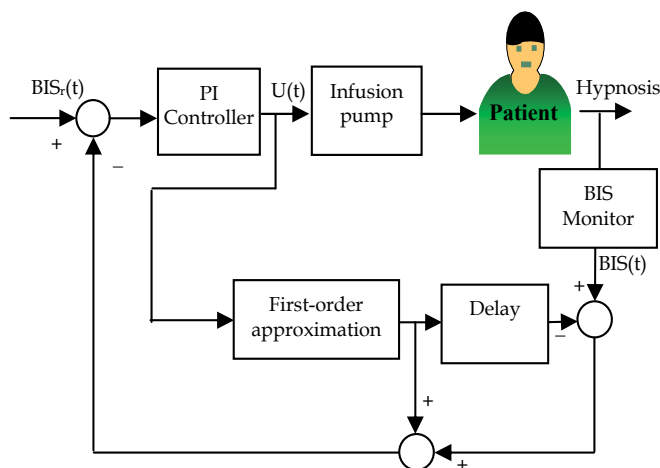 BISr(t)
+
−
PI
Controller
U(t)
Infusion
pump
Patient
Hypnosis
BIS
Monitor
BIS(t)
+
−
First-order
approximation
Delay
+
+